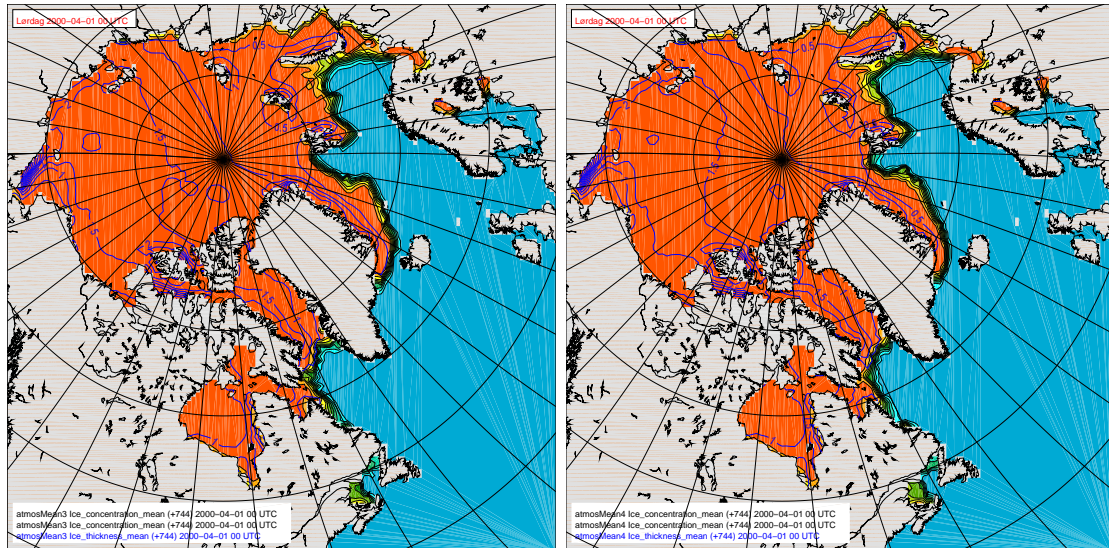 Lørdag 2000−04−01 00 UTC
atmosMean3 Ice_concentration_mean (+744) 2000−04−01 00 UTC
atmosMean3 Ice_concentration_mean (+744) 2000−04−01 00 UTC
atmosMean3 Ice_thickness_mean (+744) 2000−04−01 00 UTC
Lørdag 2000−04−01 00 UTC
atmosMean4 Ice_concentration_mean (+744) 2000−04−01 00 UTC
atmosMean4 Ice_concentration_mean (+744) 2000−04−01 00 UTC
atmosMean4 Ice_thickness_mean (+744) 2000−04−01 00 UTC